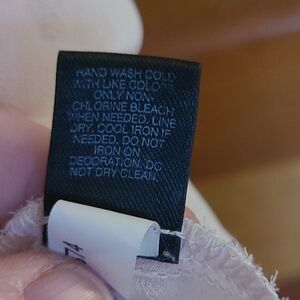 HAND WASH COLD
WITH LIKE COLORS
ONLY NON-
CHLORINE BLEACH
WHEN NEEDED. LINE
DRY. COOL IRON IF
NEEDED. DO NOT
IRON ON
DECORATION. DO
NOT DRY CLEAN.
74